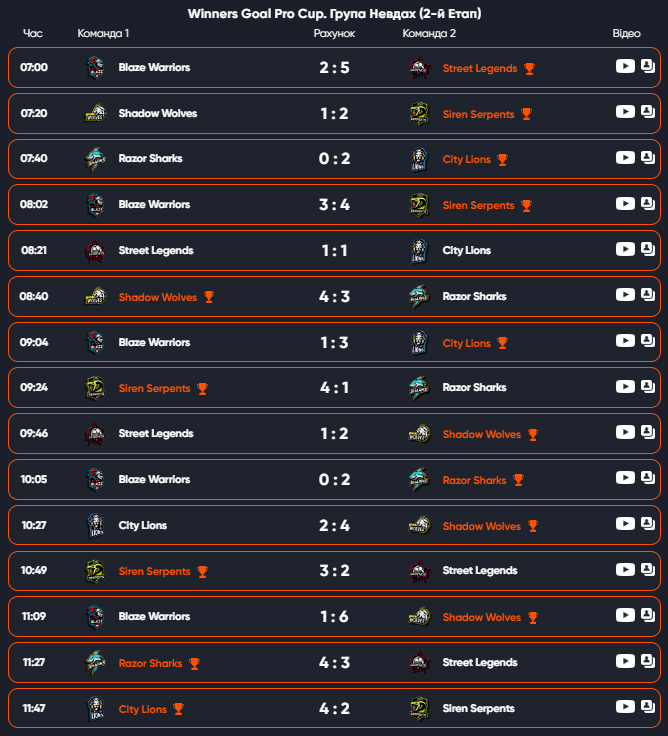 Winners Goal Pro Cup. Група Невдах (2-й Етап)
Час Команда 1 Рахунок Команда 2 Відео
07:00 Blaze Warriors 2 : 5 Street Legends
07:20 Shadow Wolves 1 : 2 Siren Serpents
07:40 Razor Sharks 0 : 2 City Lions
08:02 Blaze Warriors 3 : 4 Siren Serpents
08:21 Street Legends 1 : 1 City Lions
08:40 Shadow Wolves 4 : 3 Razor Sharks
09:04 Blaze Warriors 1 : 3 City Lions
09:24 Siren Serpents 4 : 1 Razor Sharks
09:46 Street Legends 1 : 2 Shadow Wolves
10:05 Blaze Warriors 0 : 2 Razor Sharks
10:27 City Lions 2 : 4 Shadow Wolves
10:49 Siren Serpents 3 : 2 Street Legends
11:09 Blaze Warriors 1 : 6 Shadow Wolves
11:27 Razor Sharks 4 : 3 Street Legends
11:47 City Lions 4 : 2 Siren Serpents